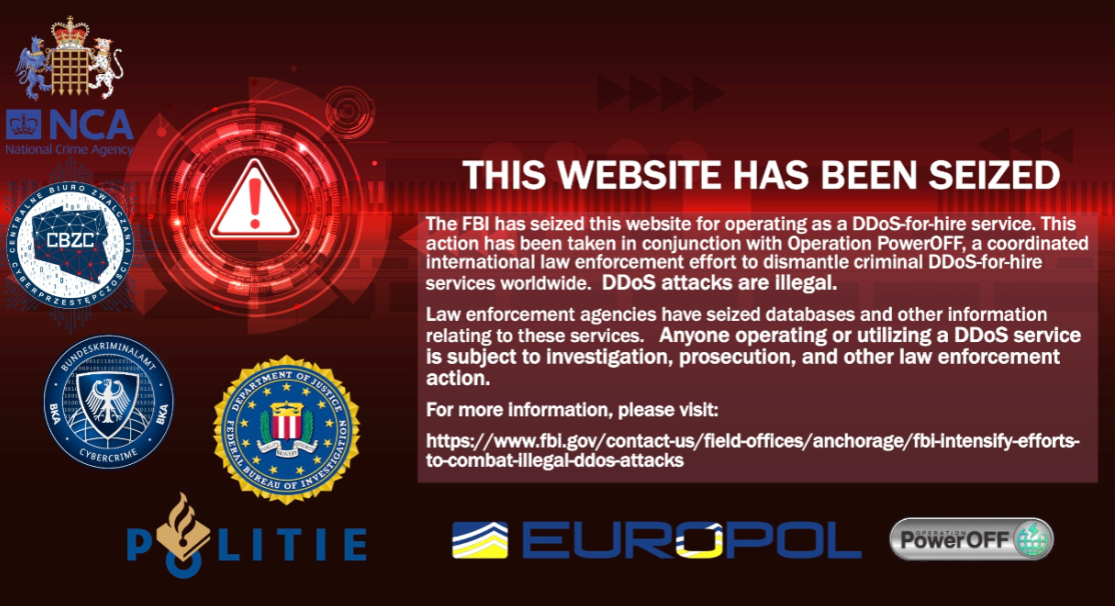 NCA
National Crime Agency
CENTRALNE BIURO ZWALCZANIA
CBZC
CYBERPRZESTĘPCZOŚCI
THIS WEBSITE HAS BEEN SEIZED
The FBI has seized this website for operating as a DDoS-for-hire service. This
action has been taken in conjunction with Operation PowerOFF, a coordinated
international law enforcement effort to dismantle criminal DDoS-for-hire
services worldwide. DDoS attacks are illegal.
Law enforcement agencies have seized databases and other information
relating to these services. Anyone operating or utilizing a DDoS service
is subject to investigation, prosecution, and other law enforcement
action.
For more information, please visit:
https://www.fbi.gov/contact-us/field-offices/anchorage/fbi-intensify-efforts-
to-combat-illegal-ddos-attacks
BUNDESKRIMINALAMT
BKA
BKA
CYBERCRIME
DEPARTMENT OF JUSTICE
FEDERAL BUREAU OF INVESTIGATION
POLITIE
EUROPOL
OPERATION
PowerOFF